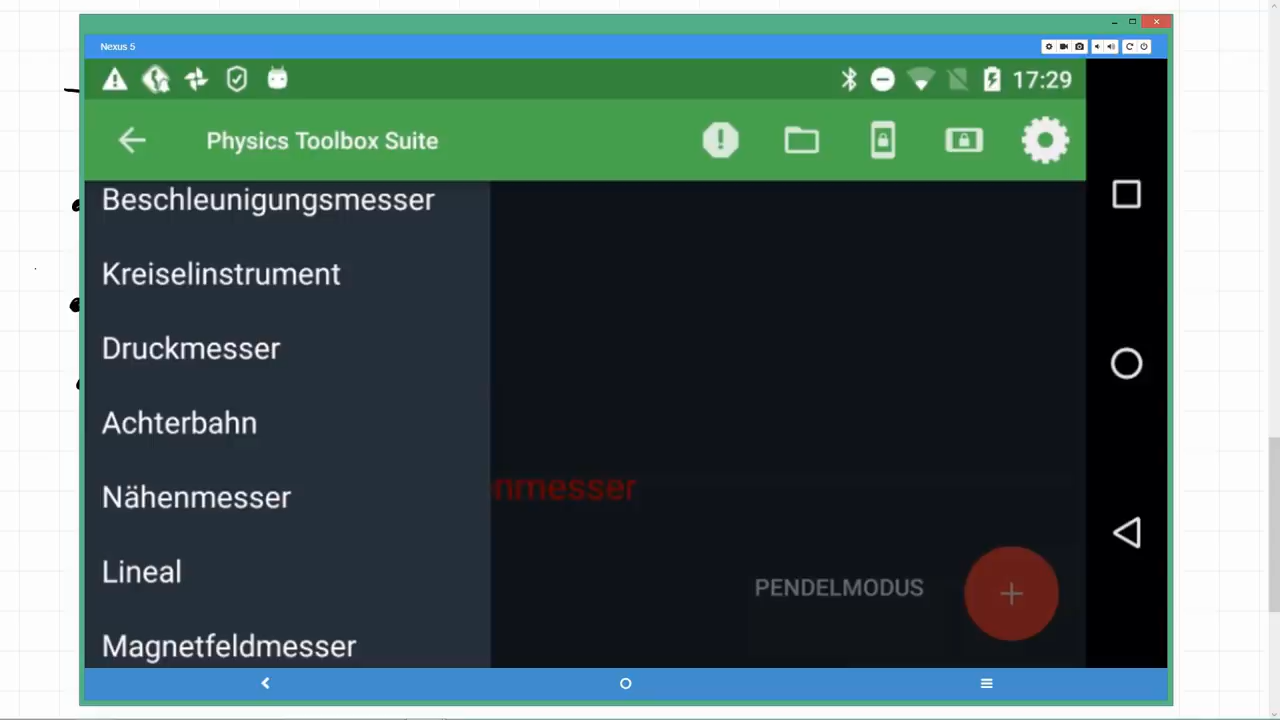 Nexus 5
17:29
Physics Toolbox Suite
Beschleunigungsmesser
Kreiselinstrument
Druckmesser
Achterbahn
Nähenmesser
nmesser
Lineal
PENDELMODUS
Magnetfeldmesser